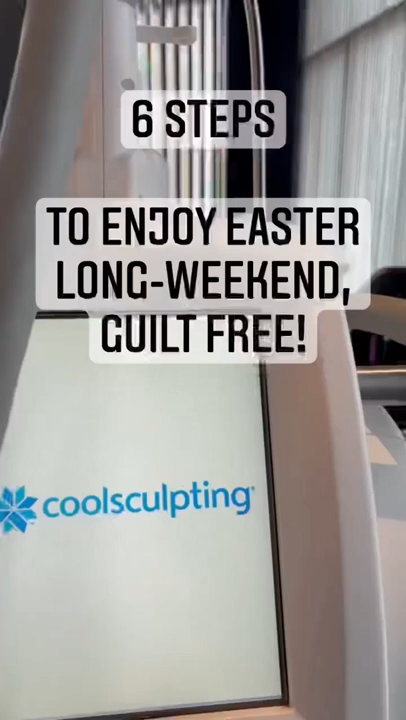 6 STEPS
TO ENJOY EASTER
LONG-WEEKEND,
GUILT FREE!
coolsculpting